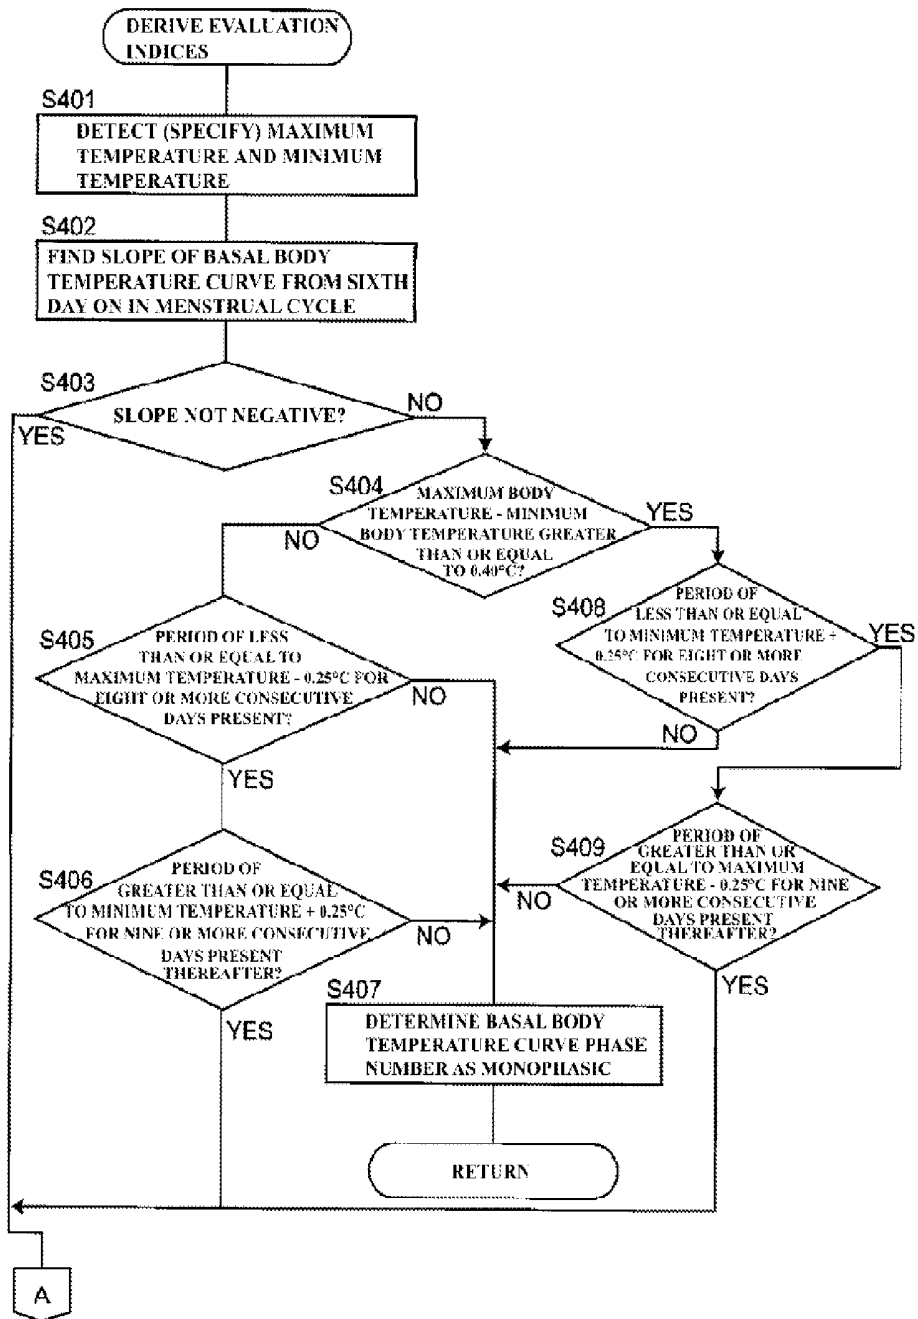 DERIVE EVALUATION
INDICES
S401
DETECT (SPECIFY) MAXIMUM
TEMPERATURE AND MINIMUM
TEMPERATURE
S402
FIND SLOPE OF BASAL BODY
TEMPERATURE CURVE FROM SIXTH
DAY ON IN MENSTRUAL CYCLE
S403
SLOPE NOT NEGATIVE?
NO
YES
S404
MAXIMUM BODY
TEMPERATURE - MINIMUM
BODY TEMPERATURE GREATER
THAN OR EQUAL
TO 0.40°C?
YES
NO
S408
PERIOD OF
LESS THAN OR EQUAL
TO MINIMUM TEMPERATURE +
0.25°C FOR EIGHT OR MORE
CONSECUTIVE DAYS
PRESENT?
YES
NO
S405
PERIOD OF LESS
THAN OR EQUAL TO
MAXIMUM TEMPERATURE - 0.25°C FOR
EIGHT OR MORE CONSECUTIVE
DAYS PRESENT?
NO
YES
S409
PERIOD OF
GREATER THAN OR
EQUAL TO MAXIMUM
TEMPERATURE - 0.25°C FOR NINE
OR MORE CONSECUTIVE
DAYS PRESENT
THEREAFTER?
NO
YES
S406
PERIOD OF
GREATER THAN OR EQUAL
TO MINIMUM TEMPERATURE + 0.25°C
FOR NINE OR MORE CONSECUTIVE
DAYS PRESENT
THEREAFTER?
NO
YES
S407
DETERMINE BASAL BODY
TEMPERATURE CURVE PHASE
NUMBER AS MONOPHASIC
RETURN
A